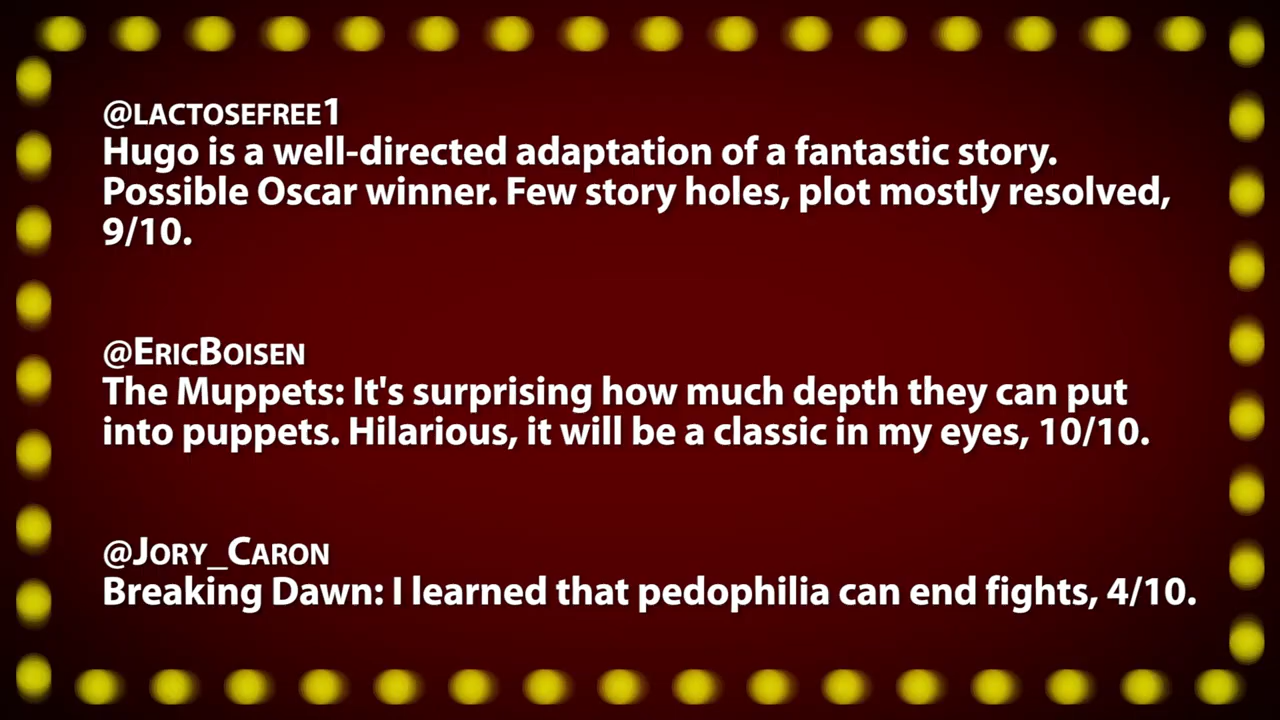 @LACTOSEFREE1
Hugo is a well-directed adaptation of a fantastic story.
Possible Oscar winner. Few story holes, plot mostly resolved,
9/10.
@ERICBOISEN
The Muppets: It's surprising how much depth they can put
into puppets. Hilarious, it will be a classic in my eyes, 10/10.
@JORY_CARON
Breaking Dawn: I learned that pedophilia can end fights, 4/10.